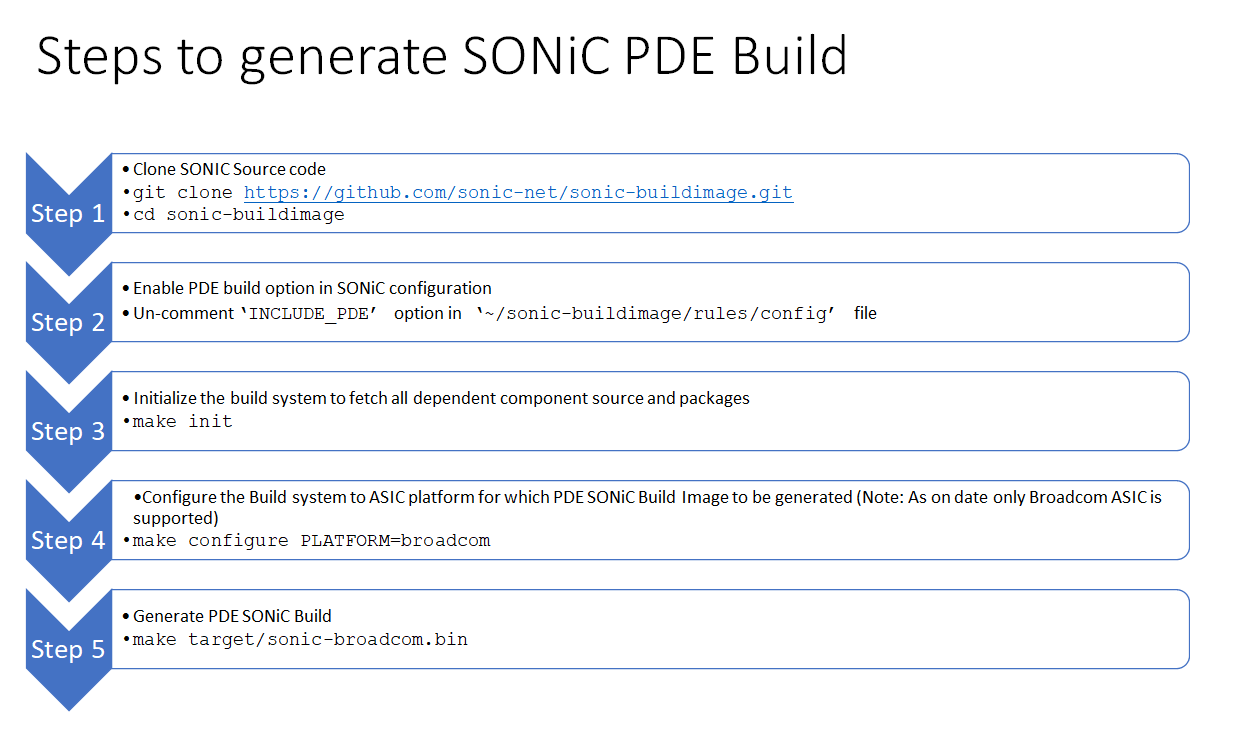 Steps to generate SONiC PDE Build
Step 1
•Clone SONIC Source code
•git clone https://github.com/sonic-net/sonic-buildimage.git
•cd sonic-buildimage
Step 2
•Enable PDE build option in SONiC configuration
•Un-comment ‘INCLUDE_PDE’ option in ‘~/sonic-buildimage/rules/config’ file
Step 3
•Initialize the build system to fetch all dependent component source and packages
•make init
Step 4
•Configure the Build system to ASIC platform for which PDE SONiC Build Image to be generated (Note: As on date only Broadcom ASIC is
supported)
•make configure PLATFORM=broadcom
Step 5
•Generate PDE SONiC Build
•make target/sonic-broadcom.bin